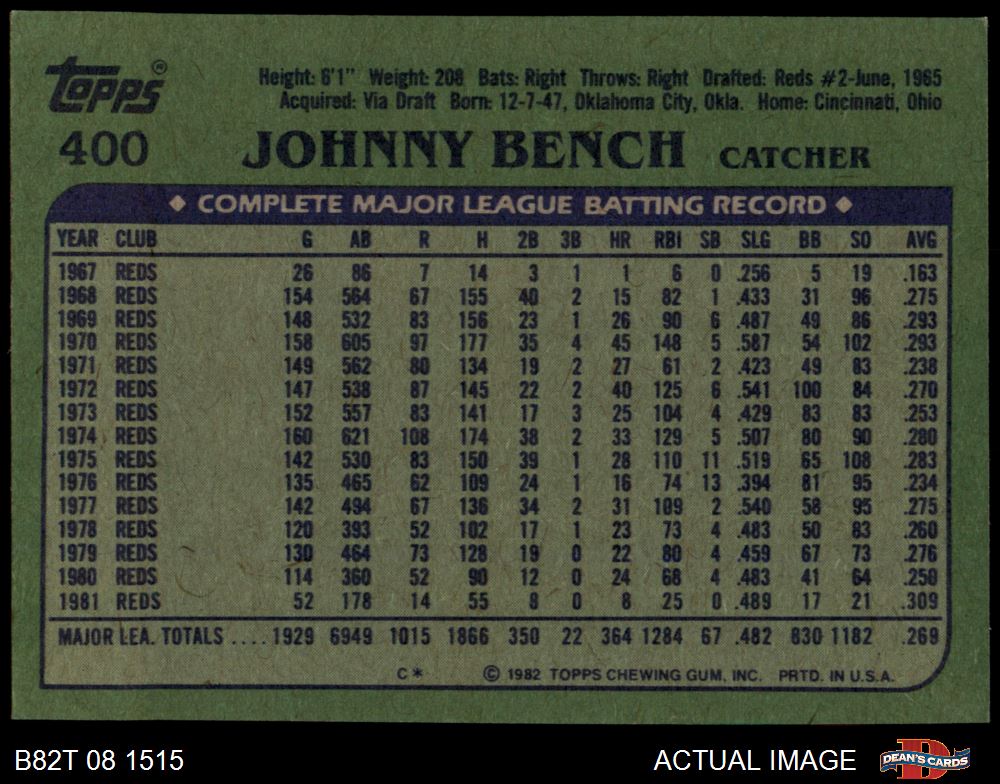 TOPPS®
Height: 6'1" Weight: 208 Bats: Right Throws: Right Drafted: Reds #2-June, 1965
Acquired: Via Draft Born: 12-7-47, Oklahoma City, Okla. Home: Cincinnati, Ohio
400 JOHNNY BENCH CATCHER
◆ COMPLETE MAJOR LEAGUE BATTING RECORD ◆
YEAR CLUB G AB R H 2B 3B HR RBI SB SLG BB SO AVG
1967 REDS 26 86 7 14 3 1 1 6 0 .256 5 19 .163
1968 REDS 154 564 67 155 40 2 15 82 1 .433 31 96 .275
1969 REDS 148 532 83 156 23 1 26 90 6 .487 49 86 .293
1970 REDS 158 605 97 177 35 4 45 148 5 .587 54 102 .293
1971 REDS 149 562 80 134 19 2 27 61 2 .423 49 83 .238
1972 REDS 147 538 87 145 22 2 40 125 6 .541 100 84 .270
1973 REDS 152 557 83 141 17 3 25 104 4 .429 83 83 .253
1974 REDS 160 621 108 174 38 2 33 129 5 .507 80 90 .280
1975 REDS 142 530 83 150 39 1 28 110 11 .519 65 108 .283
1976 REDS 135 465 62 109 24 1 16 74 13 .394 81 95 .234
1977 REDS 142 494 67 136 34 2 31 109 2 .540 58 95 .275
1978 REDS 120 393 52 102 17 1 23 73 4 .483 50 83 .260
1979 REDS 130 464 73 128 19 0 22 80 4 .459 67 73 .276
1980 REDS 114 360 52 90 12 0 24 68 4 .483 41 64 .250
1981 REDS 52 178 14 55 8 0 8 25 0 .489 17 21 .309
MAJOR LEA. TOTALS .... 1929 6949 1015 1866 350 22 364 1284 67 .482 830 1182 .269
C* © 1982 TOPPS CHEWING GUM, INC. PRTD. IN U.S.A.
B82T 08 1515 ACTUAL IMAGE DEAN'S CARDS